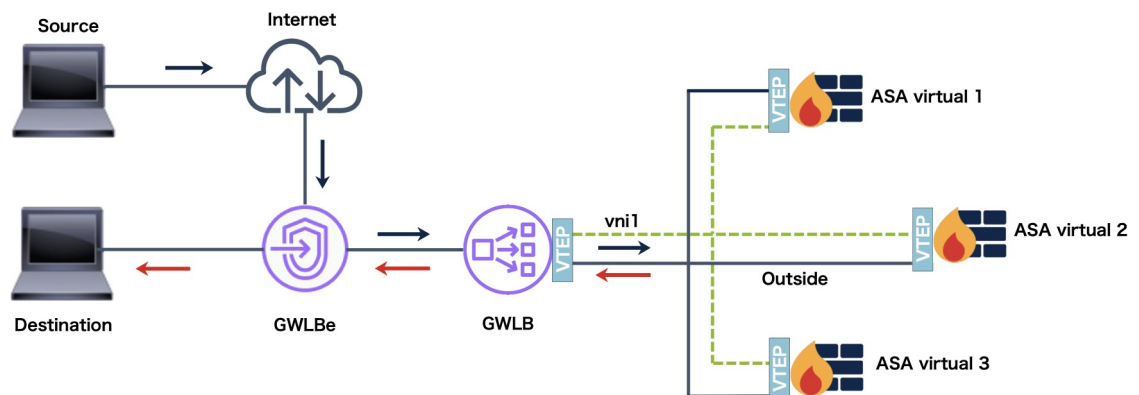 Source
Internet
VTEP
ASA virtual 1
vni1
VTEP
VTEP
ASA virtual 2
Outside
Destination
GWLBe
GWLB
VTEP
ASA virtual 3